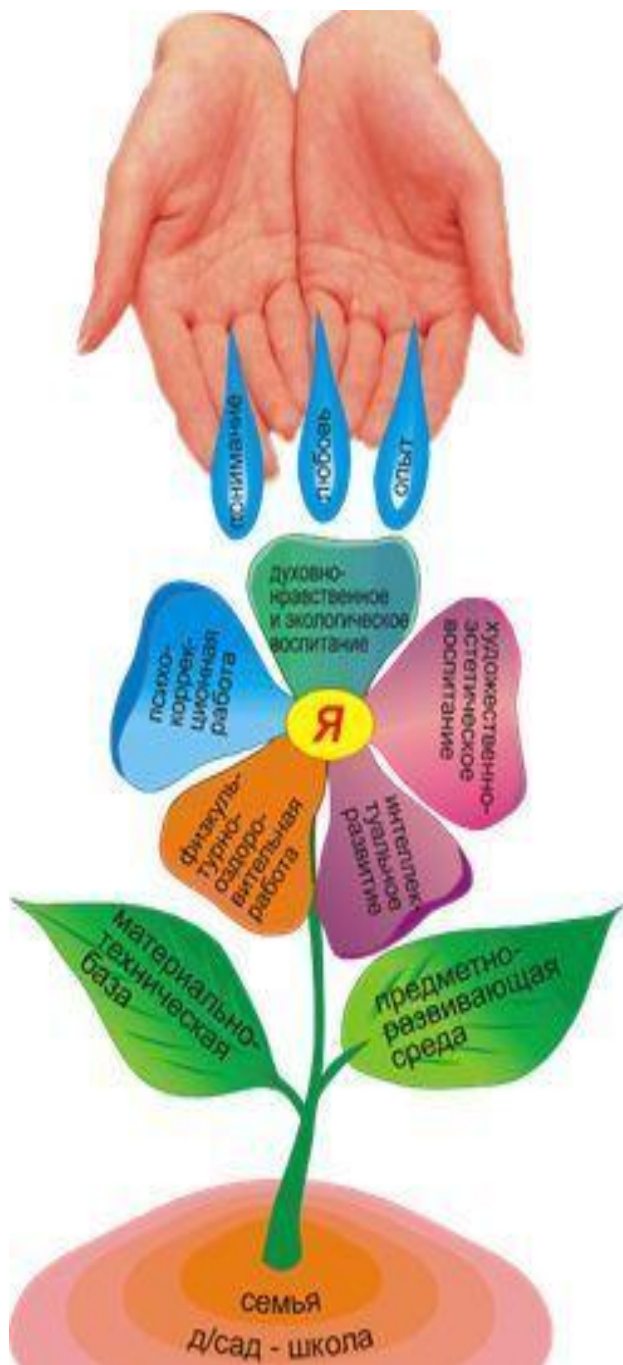 понимание
любовь
опыт
духовно-
нравственное
и экологическое
воспитание
психо-
коррек-
ционная
работа
художественно-
эстетическое
воспитание
Я
физкуль-
турно-
оздоро-
вительная
работа
интеллек-
туальное
развитие
материально-
техническая
база
предметно-
развивающая
среда
семья
д/сад - школа